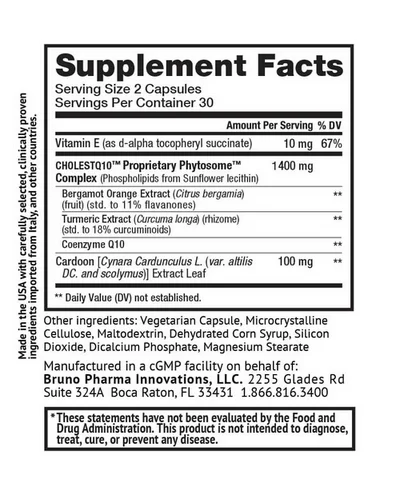 Supplement Facts
Serving Size 2 Capsules
Servings Per Container 30
Amount Per Serving % DV
Vitamin E (as d-alpha tocopheryl succinate) 10 mg 67%
CHOLESTQ10™ Proprietary Phytosome™ 1400 mg
Complex (Phospholipids from Sunflower lecithin)
Bergamot Orange Extract (Citrus bergamia) **
(fruit) (std. to 11% flavanones)
Turmeric Extract (Curcuma longa) (rhizome) **
(std. to 18% curcuminoids)
Coenzyme Q10 **
Cardoon [Cynara Cardunculus L. (var. altilis 100 mg **
DC. and scolymus)] Extract Leaf
** Daily Value (DV) not established.
Made in the USA with carefully selected, clinically proven
ingredients imported from Italy, and other countries.
Other ingredients: Vegetarian Capsule, Microcrystalline
Cellulose, Maltodextrin, Dehydrated Corn Syrup, Silicon
Dioxide, Dicalcium Phosphate, Magnesium Stearate
Manufactured in a cGMP facility on behalf of:
Bruno Pharma Innovations, LLC. 2255 Glades Rd
Suite 324A Boca Raton, FL 33431 1.866.816.3400
*These statements have not been evaluated by the Food and
Drug Administration. This product is not intended to diagnose,
treat, cure, or prevent any disease.